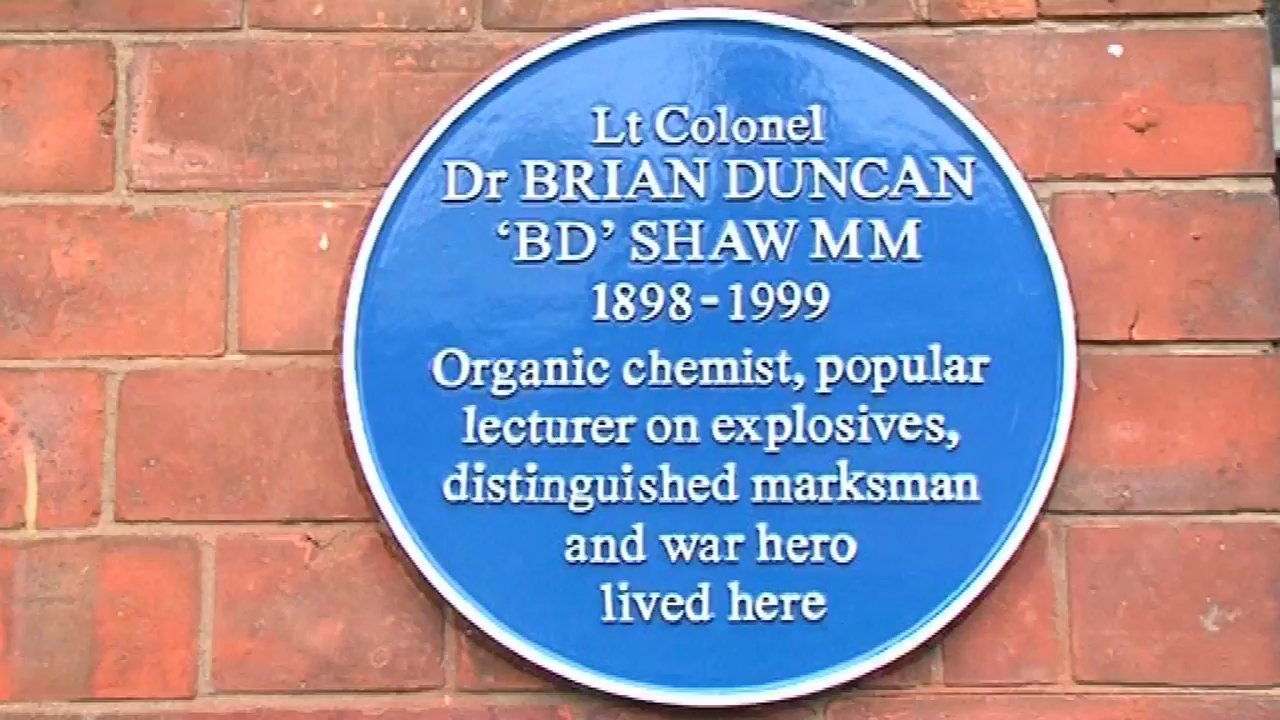 Lt Colonel
Dr BRIAN DUNCAN
‘BD’ SHAW MM
1898-1999
Organic chemist, popular
lecturer on explosives,
distinguished marksman
and war hero
lived here